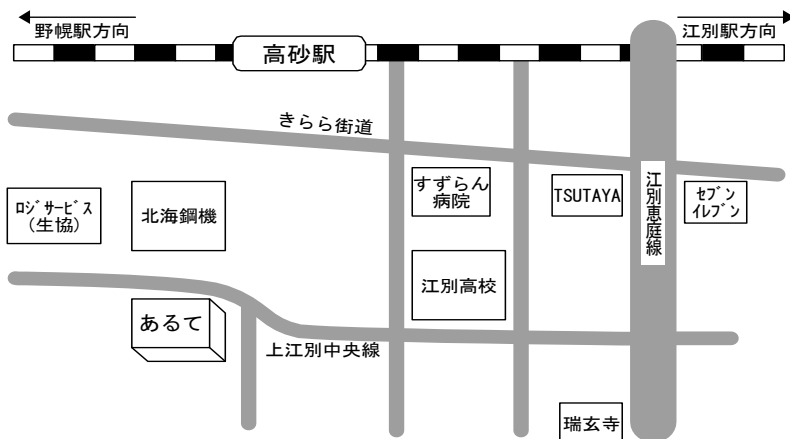 野幌駅方向
江別駅方向
高砂駅
きらら街道
すずらん
病院
TSUTAYA
江別恵庭線
セブン
イレブン
ロジサービス
(生協)
北海鋼機
江別高校
あるて
上江別中央線
瑞玄寺